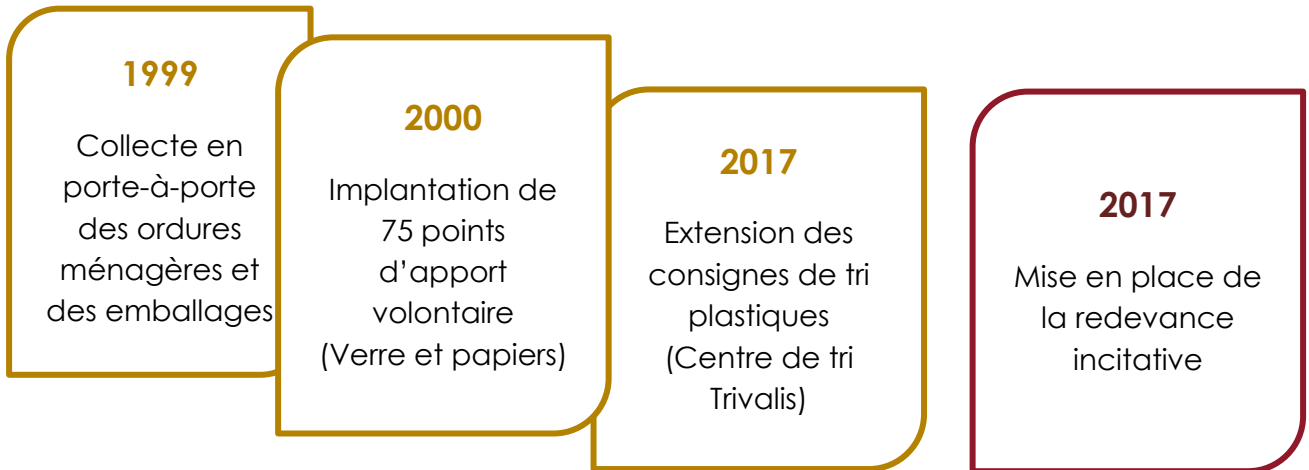 1999
Collecte en
porte-à-porte
des ordures
ménagères et
des emballages
2000
Implantation de
75 points
d’apport
volontaire
(Verre et papiers)
2017
Extension des
consignes de tri
plastiques
(Centre de tri
Trivalis)
2017
Mise en place de
la redevance
incitative